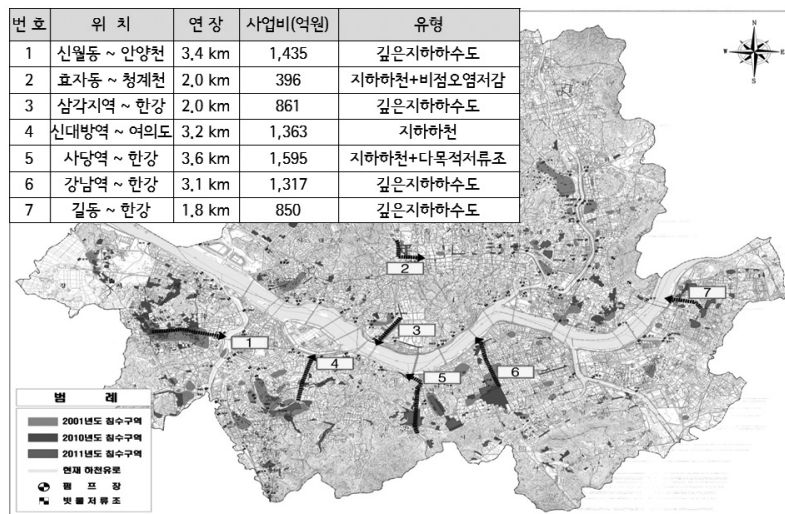 번호 위치 연장 사업비(억원) 유형
1 신월동 ~ 안양천 3.4 km 1,435 깊은지하하수도
2 효자동 ~ 청계천 2.0 km 396 지하하천+비점오염저감
3 삼각지역 ~ 한강 2.0 km 861 깊은지하하수도
4 신대방역 ~ 여의도 3.2 km 1,363 지하하천
5 사당역 ~ 한강 3.6 km 1,595 지하하천+다목적저류조
6 강남역 ~ 한강 3.1 km 1,317 깊은지하하수도
7 길동 ~ 한강 1.8 km 850 깊은지하하수도
N
W E
S
2
7
1
3
4
5
6
범 례
2001년도 침수구역
2010년도 침수구역
2011년도 침수구역
현재 하천유로
펌 프 장
빗 물 저 류 조